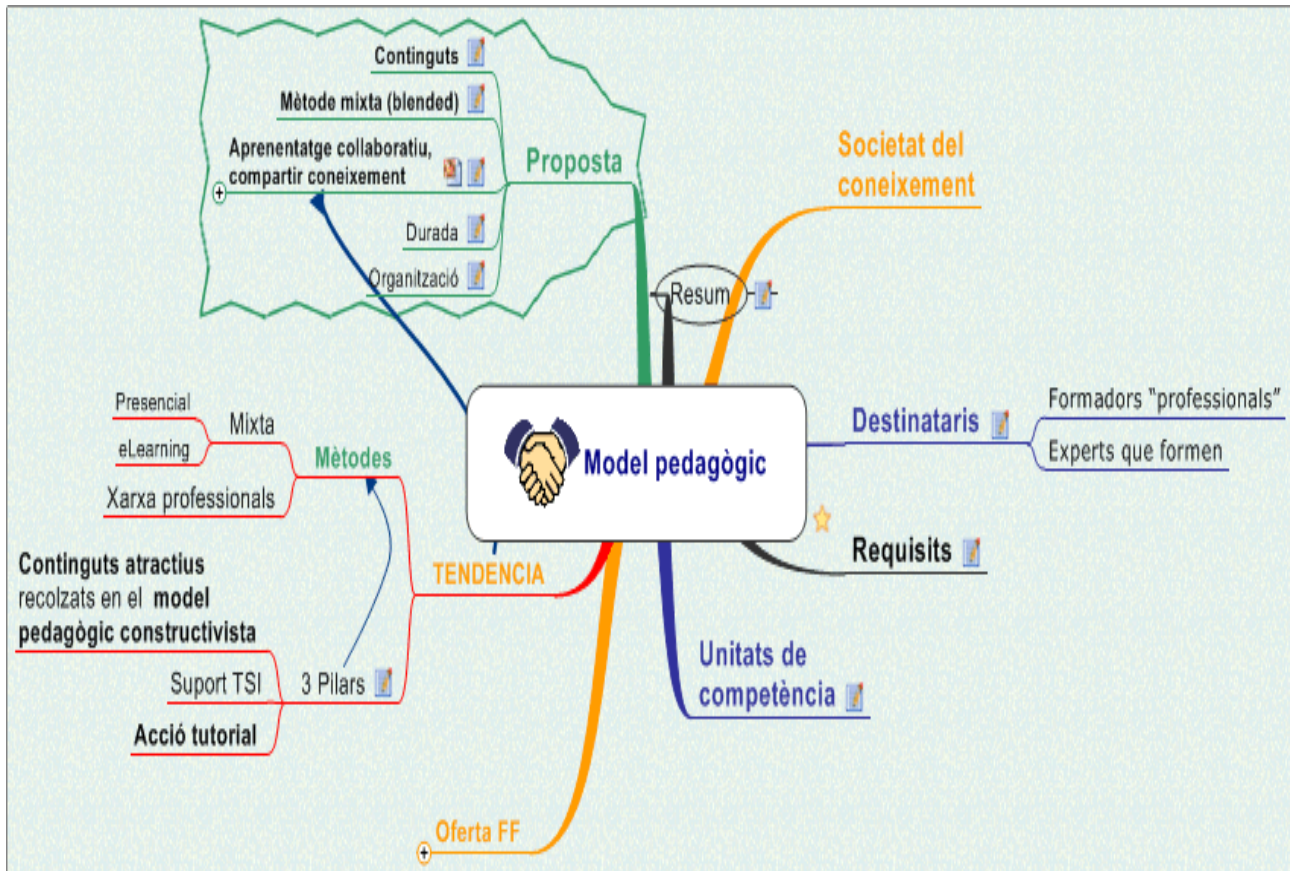 Continguts
Mètode mixta (blended)
Aprenentatge collaboratiu,
compartir coneixement
Durada
Organització
Proposta
Societat del
coneixement
Resum
Model pedagògic
Destinataris
Formadors "professionals"
Experts que formen
Requisits
Unitats de
competència
Oferta FF
TENDENCIA
Mètodes
Mixta
Presencial
eLearning
Xarxa professionals
3 Pilars
Continguts atractius
recolzats en el model
pedagògic constructivista
Suport TSI
Acció tutorial